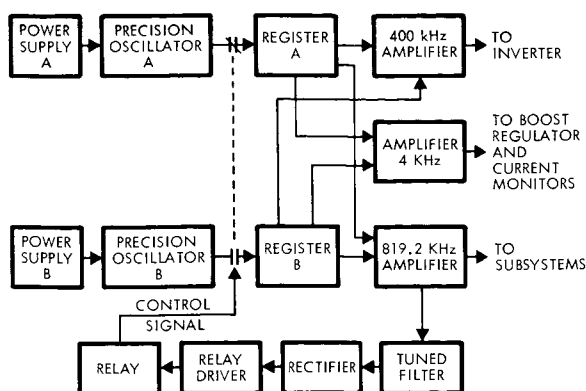 POWER
SUPPLY
A
PRECISION
OSCILLATOR
A
REGISTER
A
400 kHz
AMPLIFIER
TO
INVERTER
AMPLIFIER
4 KHz
TO BOOST
REGULATOR
AND
CURRENT
MONITORS
POWER
SUPPLY
B
PRECISION
OSCILLATOR
B
REGISTER
B
819.2 KHz
AMPLIFIER
TO
SUBSYSTEMS
CONTROL
SIGNAL
RELAY
RELAY
DRIVER
RECTIFIER
TUNED
FILTER